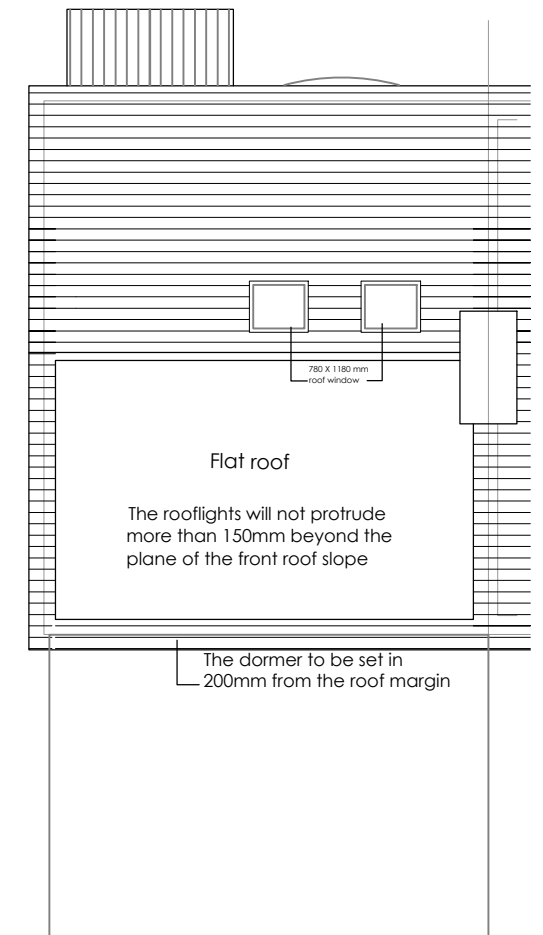 780 X 1180 mm
roof window
Flat roof
The rooflights will not protrude
more than 150mm beyond the
plane of the front roof slope
The dormer to be set in
200mm from the roof margin